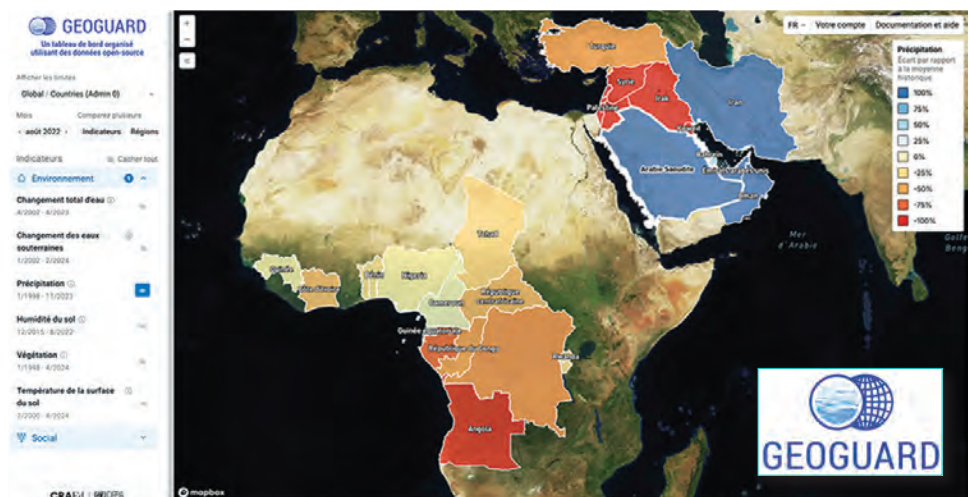 GEOGUARD
Un tableau de bord organisé
utilisant des données open-source
Afficher les limites
Global / Countries (Admin 0)
Mois
Comparez plusieurs
août 2022
Indicateurs
Régions
Indicateurs
Cacher tout
Environnement
Changement total d'eau
4/2002 - 4/2023
Changement des eaux
souterraines
1/2002 - 2/2024
Précipitation
1/1998 - 11/2023
Humidité du sol
12/2015 - 8/2022
Végétation
1/1998 - 4/2024
Température de la surface
du sol
2/2000 - 4/2024
Social
FR
Votre compte
Documentation et aide
Précipitation
Écart par rapport
à la moyenne
historique
100%
75%
50%
25%
0%
-25%
-50%
-75%
-100%
Turquie
Syrie
Palestine
Irak
Iran
Koweït
Bahreïn
Arabie Saoudite
Émirats arabes unis
Oman
Mer
d'Arabie
Golfe
Beng
Tchad
Guinée
Côte d'Ivoire
Bénin
Nigeria
Cameroun
République
centrafricaine
Guinée équatoriale
République du Congo
Rwanda
Angola
mapbox
GEOGUARD